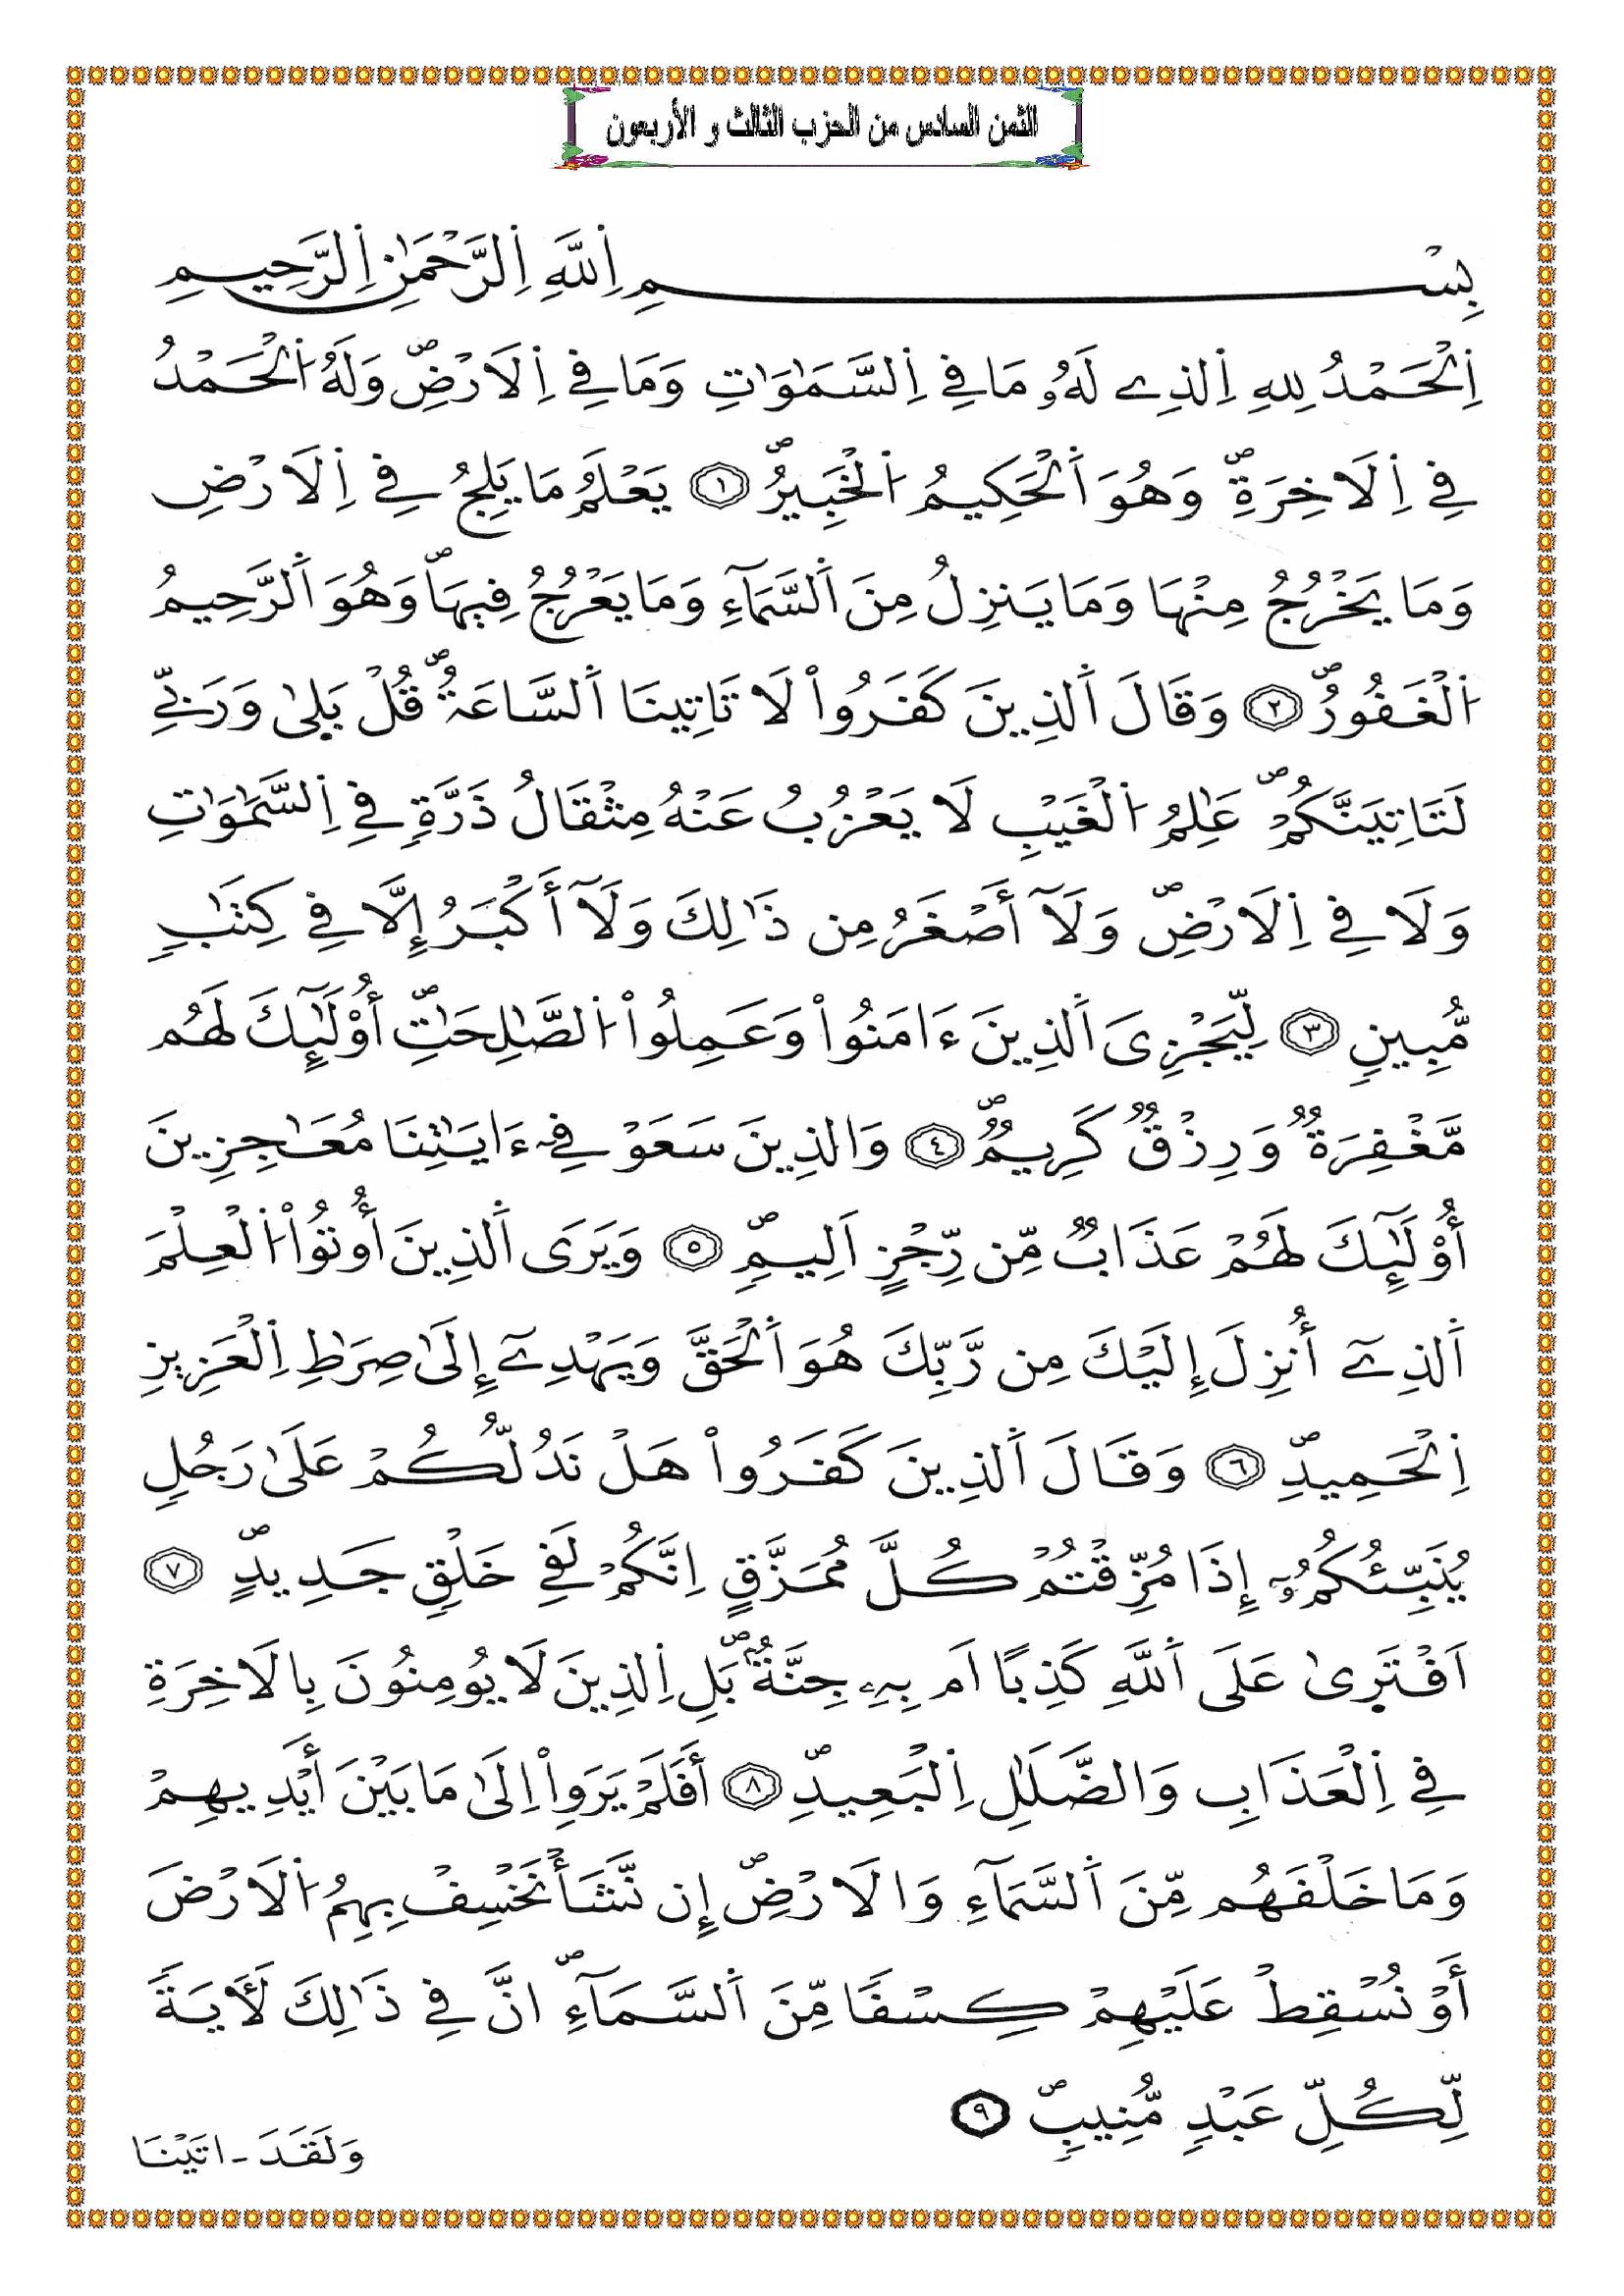 الثمن السادس من الحزب الثالث و الأربعون
بِسْمِ اِللَّهِ اِلرَّحْمَٰنِ اِلرَّحِيمِ
اِلْحَمْدُ لِلهِ اِلذِے لَهُۥ مَا فِے اِلسَّمَٰوَٰتِ وَمَا فِے اِلَارْضِۖ وَلَهُ اُلْحَمْدُ
فِے اِلَاخِرَةِۖ وَهُوَ اَلْحَكِيمُ اُلْخَبِيرُۖ ١ يَعْلَمُ مَا يَلِجُ فِے اِلَارْضِ
وَمَا يَخْرُجُ مِنْهَا وَمَا يَنزِلُ مِنَ اَلسَّمَآءِ وَمَا يَعْرُجُ فِيهَاۖ وَهُوَ اَلرَّحِيمُ
اُلْغَفُورُۖ ٢ وَقَالَ اَلذِينَ كَفَرُواْ لَا تَاتِينَا اَلسَّاعَةُۖ قُلْ بَلٜىٰ وَرَبِّے
لَتَاتِيَنَّكُمْۖ عَٰلِمُ اُلْغَيْبِ لَا يَعْزُبُ عَنْهُ مِثْقَالُ ذَرَّةٖ فِے اِلسَّمَٰوَٰتِ
وَلَا فِے اِلَارْضِۖ وَلَآ أَصْغَرُ مِن ذَٰلِكَ وَلَآ أَكْبَرُ إِلَّا فِے كِتَٰبٖ
مُّبِينٖ ٣ لِّيَجْزِىَ اَلذِينَ ءَامَنُواْ وَعَمِلُواْ اُلصَّٰلِحَٰتِۖ أُوْلَٰٓئِكَ لَهُم
مَّغْفِرَةٞ وَرِزْقٞ كَرِيمٞۖ ٤ وَالذِينَ سَعَوْ فِےٓ ءَايَٰتِنَا مُعَٰجِزِينَ
أُوْلَٰٓئِكَ لَهُمْ عَذَابٞ مِّن رِّجْزٍ اَلِيمٖۖ ٥ وَيَرَى اَلذِينَ أُوتُواْ اُلْعِلْمَ
اَلذِےٓ أُنزِلَ إِلَيْكَ مِن رَّبِّكَ هُوَ اَلْحَقَّ وَيَهْدِےٓ إِلَىٰ صِرَٰطِ اِلْعَزِيزِ
اِلْحَمِيدِۖ ٦ وَقَالَ اَلذِينَ كَفَرُواْ هَلْ نَدُلُّكُمْ عَلَىٰ رَجُلٖ
يُنَبِّئُكُمُۥٓ إِذَا مُزِّقْتُمْ كُلَّ مُمَزَّقٍ اِنَّكُمْ لَفِے خَلْقٖ جَدِيدٍۖ ٧
اَفْتَرٜىٰ عَلَى اَللَّهِ كَذِبًا اَم بِهِۦ جِنَّةُۢۖ بَلِ اِلذِينَ لَا يُومِنُونَ بِالَاخِرَةِ
فِے اِلْعَذَابِ وَالضَّلَٰلِ اِلْبَعِيدِۖ ٨ أَفَلَمْ يَرَوِاْ اِلَىٰ مَا بَيْنَ أَيْدِيهِمْ
وَمَا خَلْفَهُم مِّنَ اَلسَّمَآءِ وَالَارْضِۖ إِن نَّشَأْ نَخْسِفْ بِهِمُ اُلَارْضَ
أَوْ نُسْقِطْ عَلَيْهِمْ كِسْفاٗ مِّنَ اَلسَّمَآءِۖ اِنَّ فِے ذَٰلِكَ لَأٓيَةٗ
لِّكُلِّ عَبْدٖ مُّنِيبٖۖ ٩
وَلَقَدَ ـ اتَيْنَا